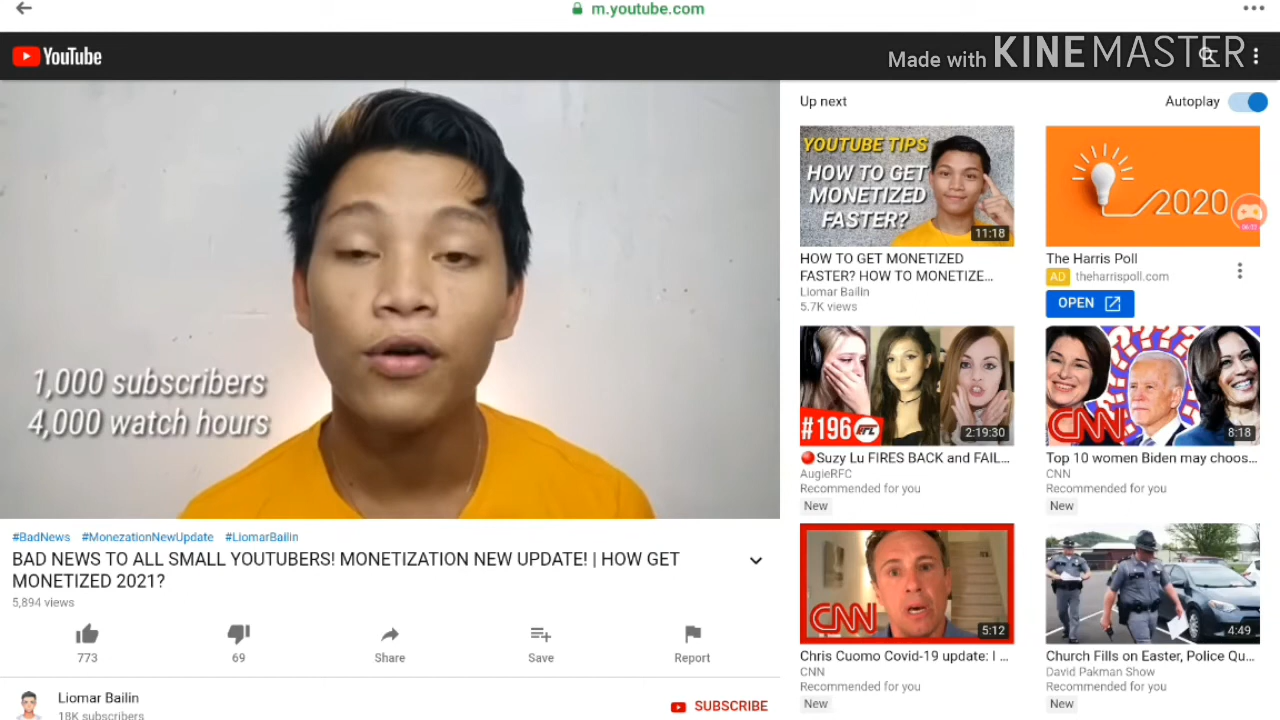 m.youtube.com
YouTube
Made with KINEMASTER
1,000 subscribers
4,000 watch hours
#BadNews #MonezationNewUpdate #LiomarBailin
BAD NEWS TO ALL SMALL YOUTUBERS! MONETIZATION NEW UPDATE! | HOW GET
MONETIZED 2021?
5,894 views
773
69
Share
Save
Report
Liomar Bailin
18K subscribers
SUBSCRIBE
Up next
Autoplay
YOUTUBE TIPS
HOW TO GET
MONETIZED
FASTER?
11:18
HOW TO GET MONETIZED
FASTER? HOW TO MONETIZE...
Liomar Bailin
5.7K views
2020
The Harris Poll
AD theharrispoll.com
OPEN
#196 RFC
2:19:30
Suzy Lu FIRES BACK and FAIL...
AugieRFC
Recommended for you
New
CNN
8:18
Top 10 women Biden may choos...
CNN
Recommended for you
New
CNN
5:12
Chris Cuomo Covid-19 update: I ...
CNN
Recommended for you
New
4:49
Church Fills on Easter, Police Qu...
David Pakman Show
Recommended for you
New